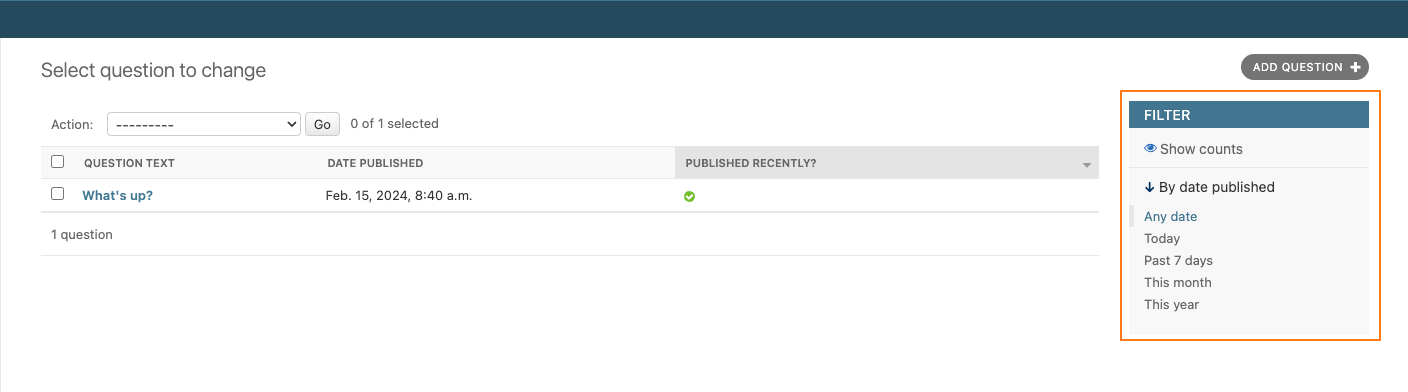 Select question to change
ADD QUESTION
Action: --------- Go 0 of 1 selected
QUESTION TEXT DATE PUBLISHED PUBLISHED RECENTLY?
What's up? Feb. 15, 2024, 8:40 a.m.
1 question
FILTER
Show counts
By date published
Any date
Today
Past 7 days
This month
This year